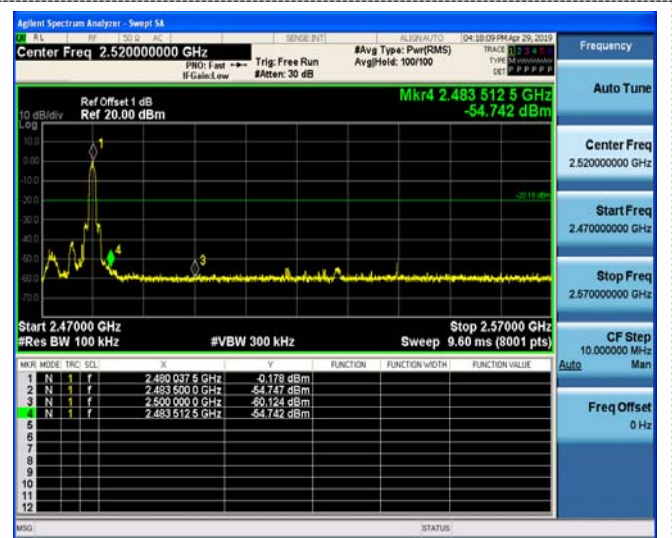 Agilent Spectrum Analyzer - Swept SA
RL RF 50 Ω AC SENSE:INT ALIGN AUTO 04:18:09 PM Apr 29, 2019
Center Freq 2.520000000 GHz
PNO: Fast
IFGain:Low
Trig: Free Run
#Atten: 30 dB
#Avg Type: Pwr(RMS)
Avg|Hold: 100/100
TRACE 1 2 3 4 5 6
TYPE
DET P P P P P P
Frequency
Mkr4 2.483 512 5 GHz
-54.742 dBm
Ref Offset 1 dB
10 dB/div Ref 20.00 dBm
Log
10.0
0.00
-10.0
-20.0
-30.0
-40.0
-50.0
-60.0
-70.0
1
4
3
Start 2.47000 GHz Stop 2.57000 GHz
#Res BW 100 kHz #VBW 300 kHz Sweep 9.60 ms (8001 pts)
MKR MODE TRC SCL X Y FUNCTION FUNCTION WIDTH FUNCTION VALUE
1 N 1 f 2.480 037 5 GHz -0.178 dBm
2 N 1 f 2.483 500 0 GHz -54.747 dBm
3 N 1 f 2.500 000 0 GHz -60.124 dBm
4 N 1 f 2.483 512 5 GHz -54.742 dBm
5
6
7
8
9
10
11
12
MSG STATUS
Auto Tune
Center Freq
2.520000000 GHz
Start Freq
2.470000000 GHz
Stop Freq
2.570000000 GHz
CF Step
10.000000 MHz
Auto Man
Freq Offset
0 Hz